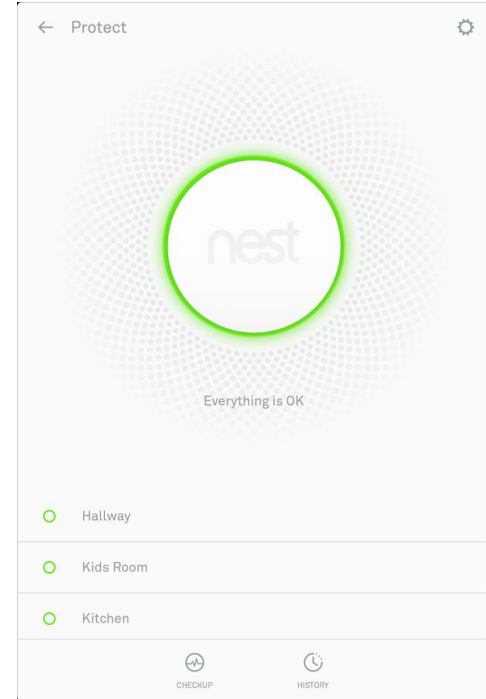 Protect
nest
Everything is OK
Hallway
Kids Room
Kitchen
CHECKUP
HISTORY